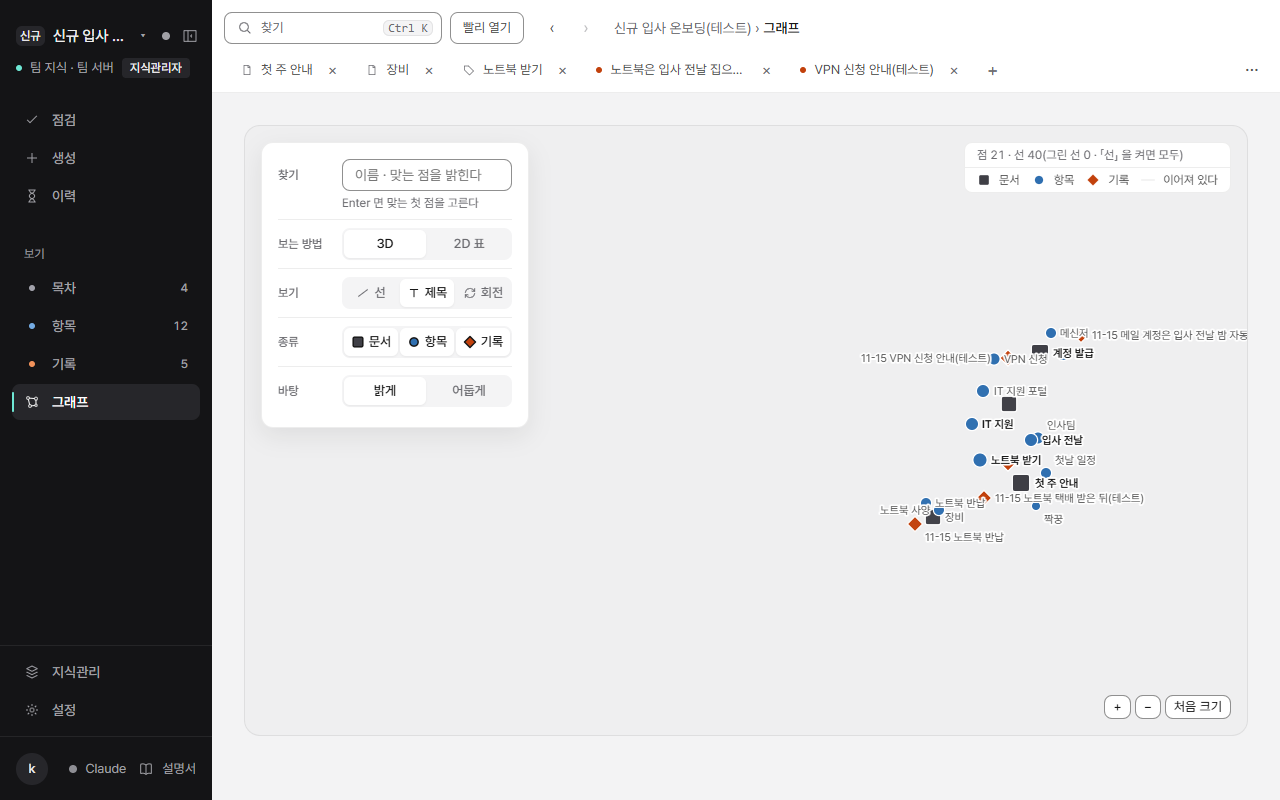 신규 신규 입사 ...
팀 지식 · 팀 서버 지식관리자
점검
생성
이력
보기
목차 4
항목 12
기록 5
그래프
지식관리
설정
k Claude 설명서
찾기 Ctrl K 빨리 열기 ‹ › 신규 입사 온보딩(테스트) › 그래프
첫 주 안내 × 장비 × 노트북 받기 × 노트북은 입사 전날 집으... × VPN 신청 안내(테스트) × + ...
찾기 이름 · 맞는 점을 밝힌다
Enter 면 맞는 첫 점을 고른다
보는 방법 3D 2D 표
보기 선 제목 회전
종류 문서 항목 기록
바탕 밝게 어둡게
점 21 · 선 40(그린 선 0 · 「선」 을 켜면 모두)
문서 항목 기록 이어져 있다
메신저 11-15 메일 계정은 입사 전날 밤 자동
계정 발급
11-15 VPN 신청 안내(테스트) VPN 신청
IT 지원 포털
IT 지원
인사팀
입사 전날
노트북 받기 첫날 일정
첫 주 안내
11-15 노트북 택배 받은 뒤(테스트)
노트북 반납
노트북 사양
장비
짝꿍
11-15 노트북 반납
+ − 처음 크기